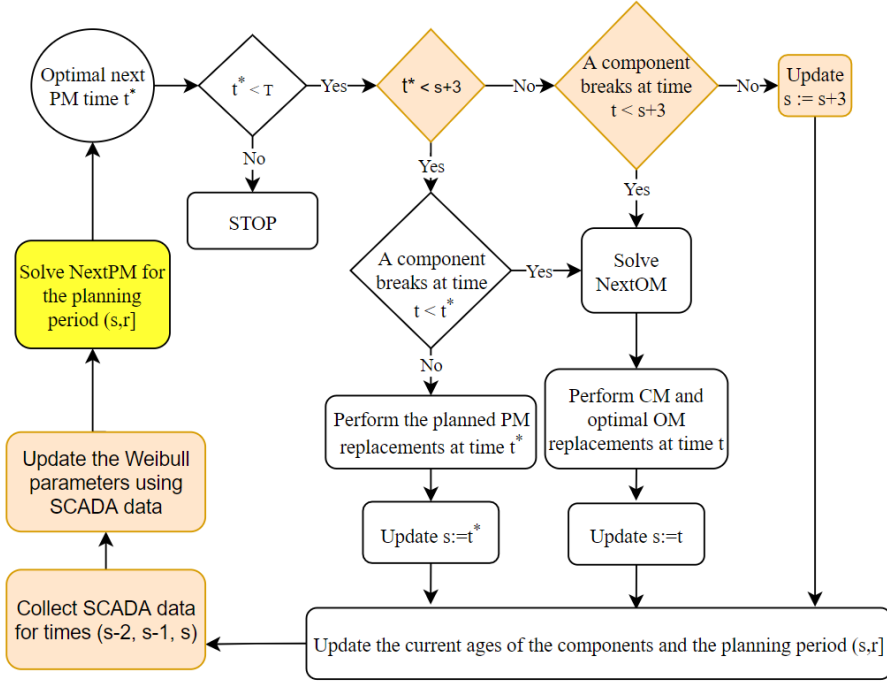 Optimal next
PM time t*
t* < T
Yes
t* < s+3
No
A component
breaks at time
t < s+3
No
Update
s := s+3
No
STOP
Yes
Yes
A component
breaks at time
t < t*
Yes
Solve
NextOM
Solve NextPM for
the planning
period (s,r]
No
Perform the planned PM
replacements at time t*
Perform CM and
optimal OM
replacements at time t
Update the Weibull
parameters using
SCADA data
Update s:=t*
Update s:=t
Collect SCADA data
for times (s-2, s-1, s)
Update the current ages of the components and the planning period (s,r]